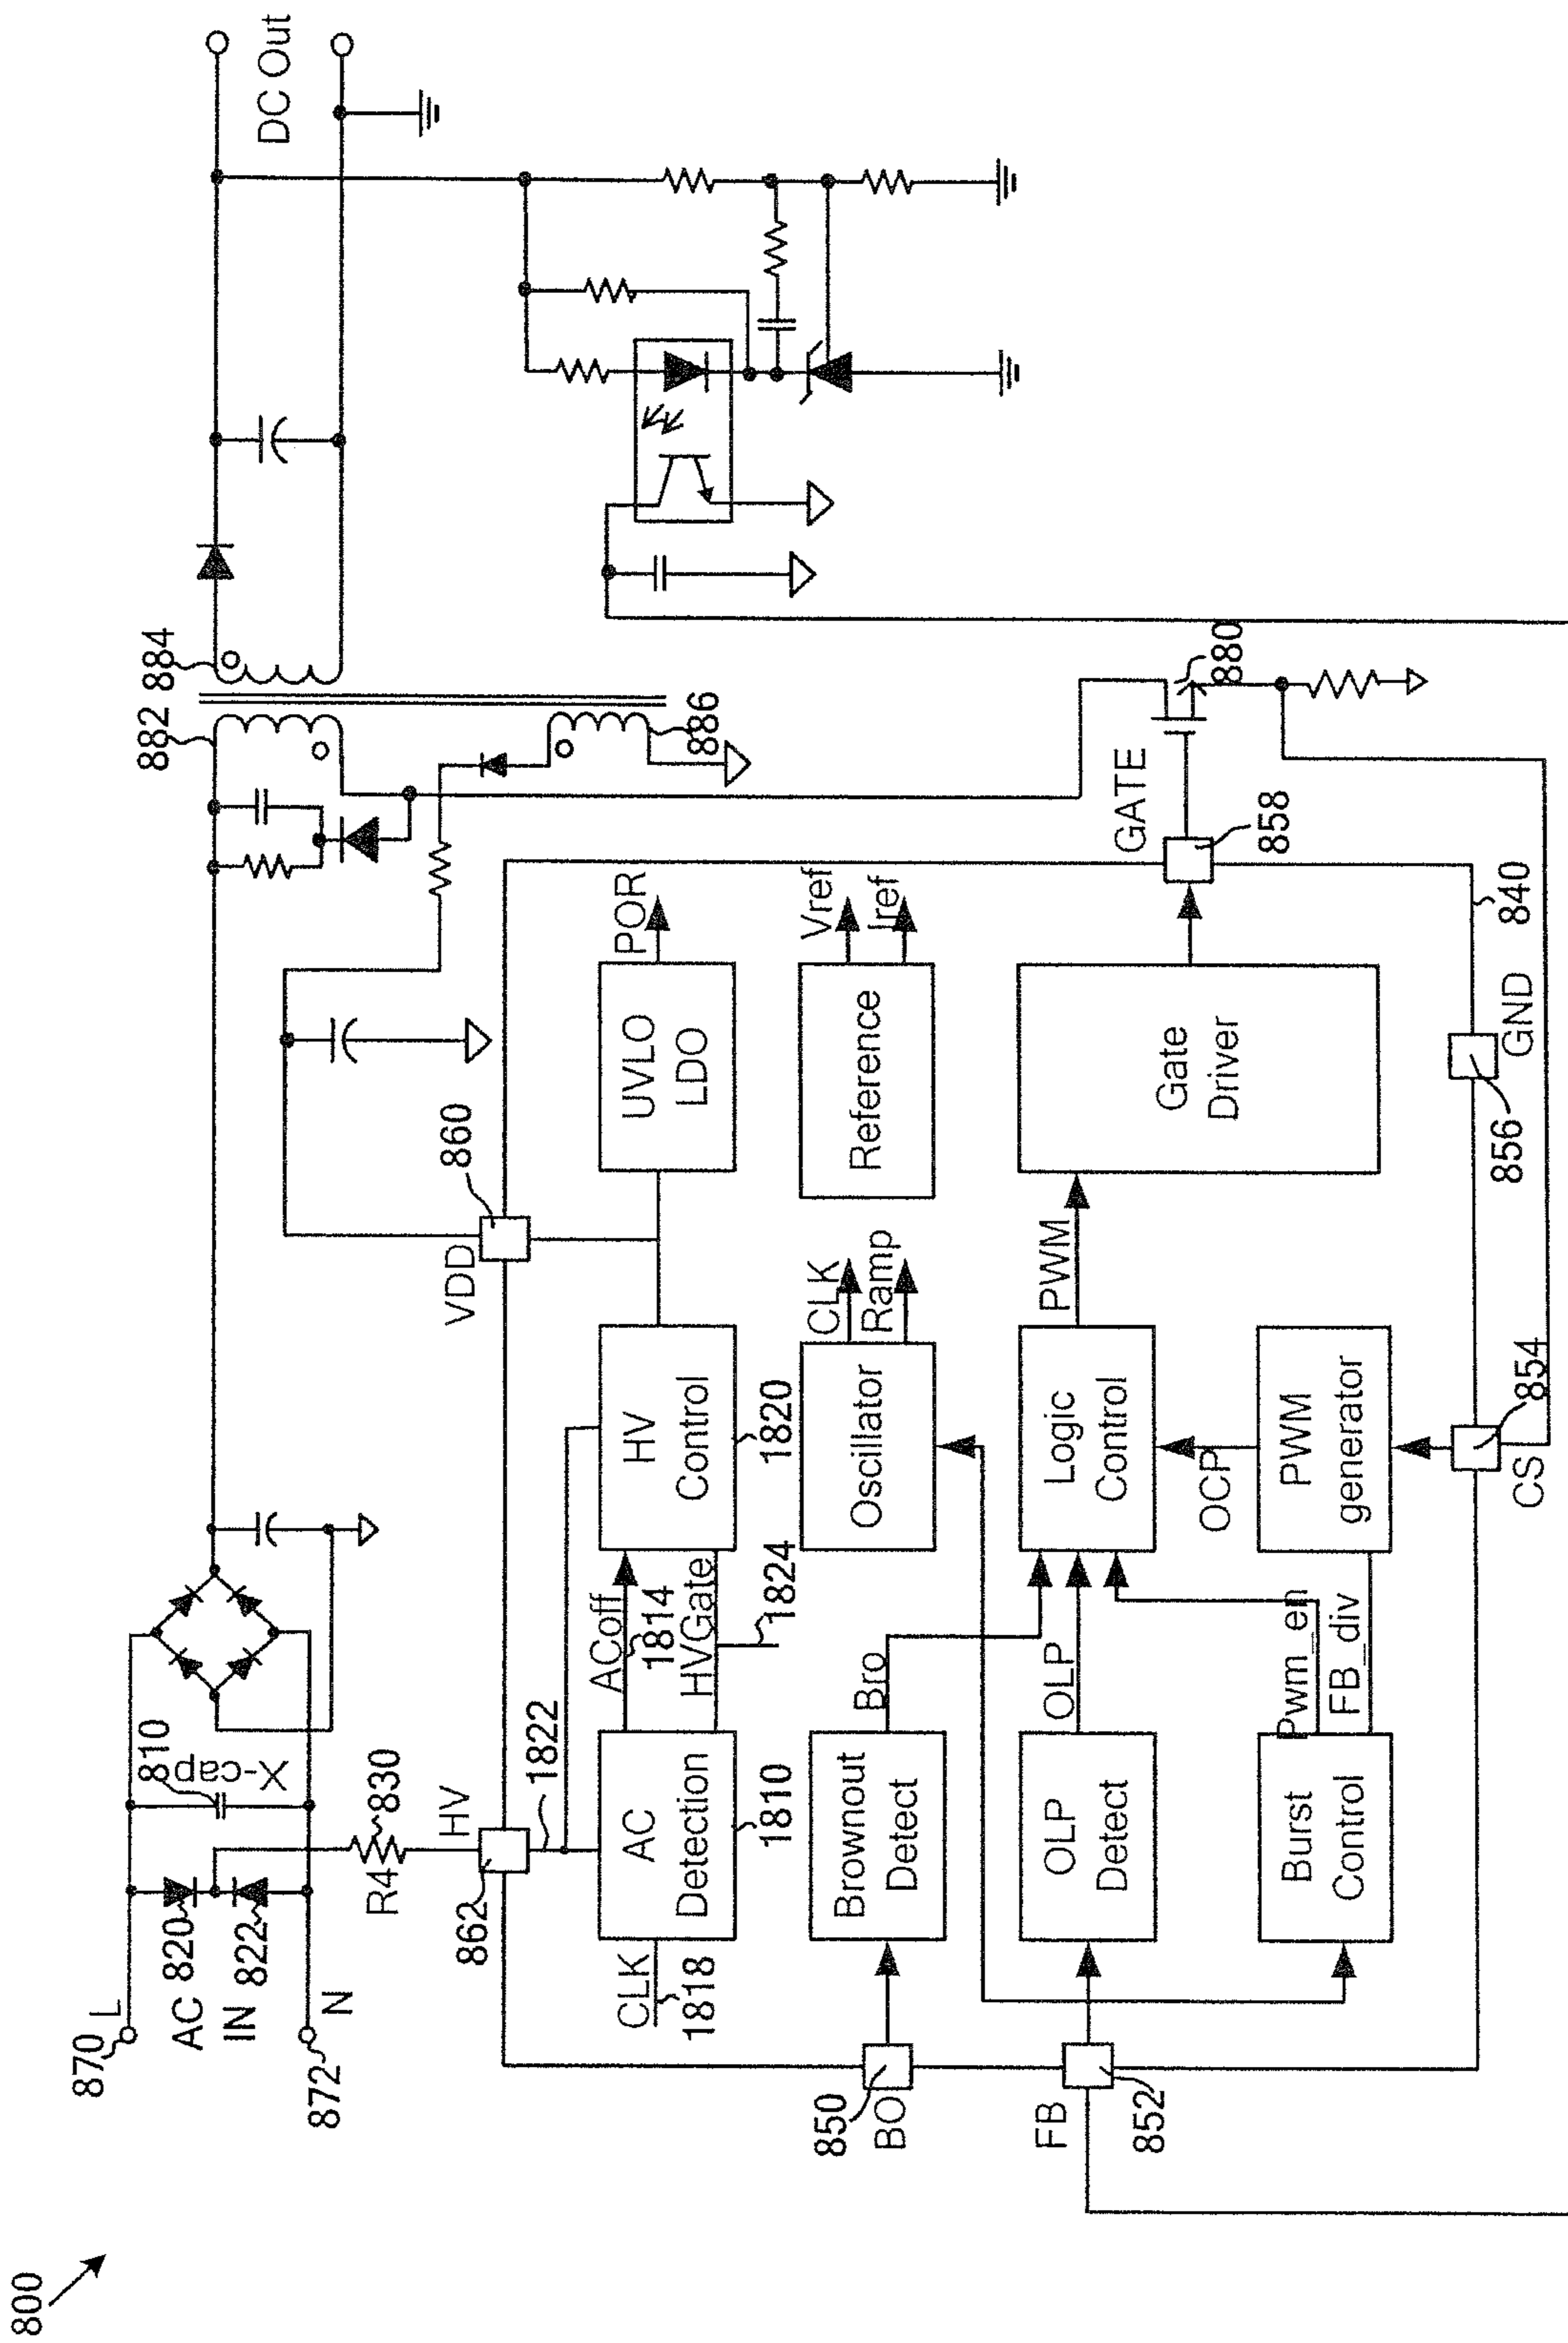 800
870
L
AC
IN
820
822
872
N
810
X-cap
R4
830
HV
862
1822
882
884
886
DC Out
VDD
860
CLK
1818
AC
Detection
1810
ACoff
1814
HVGate
1824
HV
Control
1820
UVLO
LDO
POR
Oscillator
CLK
Ramp
Reference
Vref
Iref
850
BO
Brownout
Detect
Bro
FB
852
OLP
Detect
OLP
Burst
Control
Pwm_en
FB_div
Logic
Control
PWM
OCP
PWM
generator
Gate
Driver
GATE
858
880
CS
854
856
GND
840